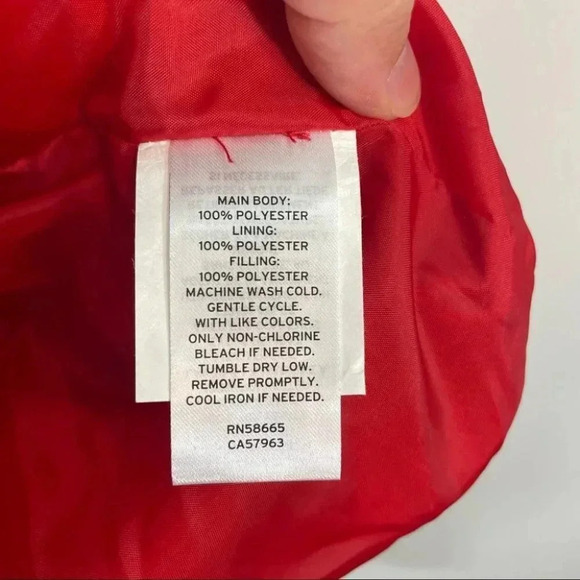 MAIN BODY:
100% POLYESTER
LINING:
100% POLYESTER
FILLING:
100% POLYESTER
MACHINE WASH COLD.
GENTLE CYCLE.
WITH LIKE COLORS.
ONLY NON-CHLORINE
BLEACH IF NEEDED.
TUMBLE DRY LOW.
REMOVE PROMPTLY.
COOL IRON IF NEEDED.
RN58665
CA57963